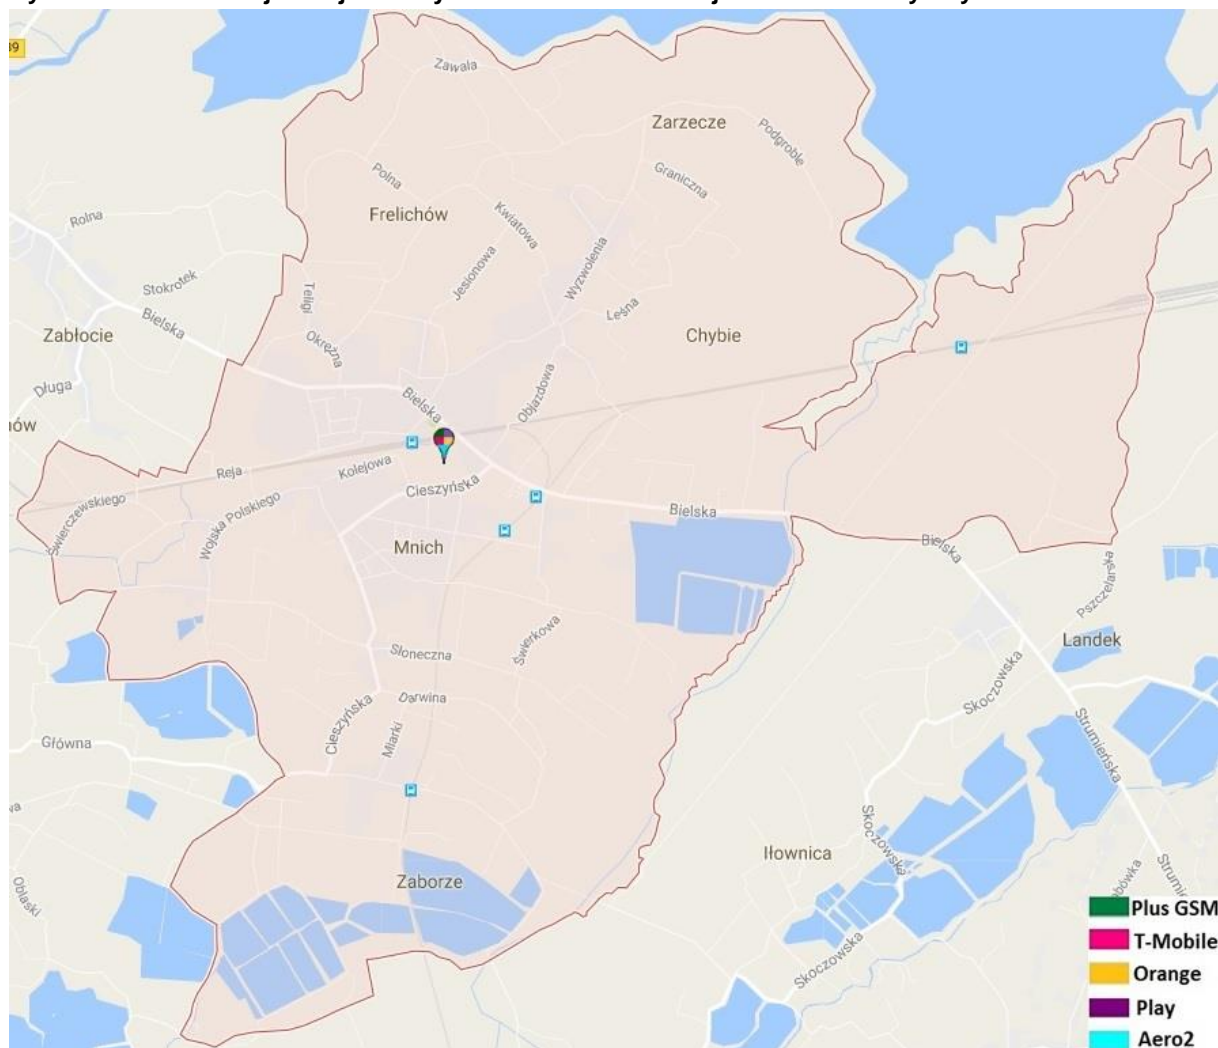 Zawala
Zarzecze
Podgroble
Graniczna
Polna
Frelichów
Kwiatowa
Rolna
Wyzwolenia
Jesionowa
Stokrotek
Teligi
Leśna
Bielska
Zabłocie
Okrężna
Chybie
Długa
Bielska
Objazdowa
ów
Reja
Kolejowa
Cieszyńska
Świerczewskiego
Wojska Polskiego
Bielska
Mnich
Bielska
Pszczelarska
Świerkowa
Landek
Słoneczna
Skoczowska
Darwina
Cieszyńska
Miarki
Główna
Strumieńska
Skoczowska
Iłownica
Zaborze
Oblaski
Plus GSM
T-Mobile
Skoczowska
Orange
Play
Aero2